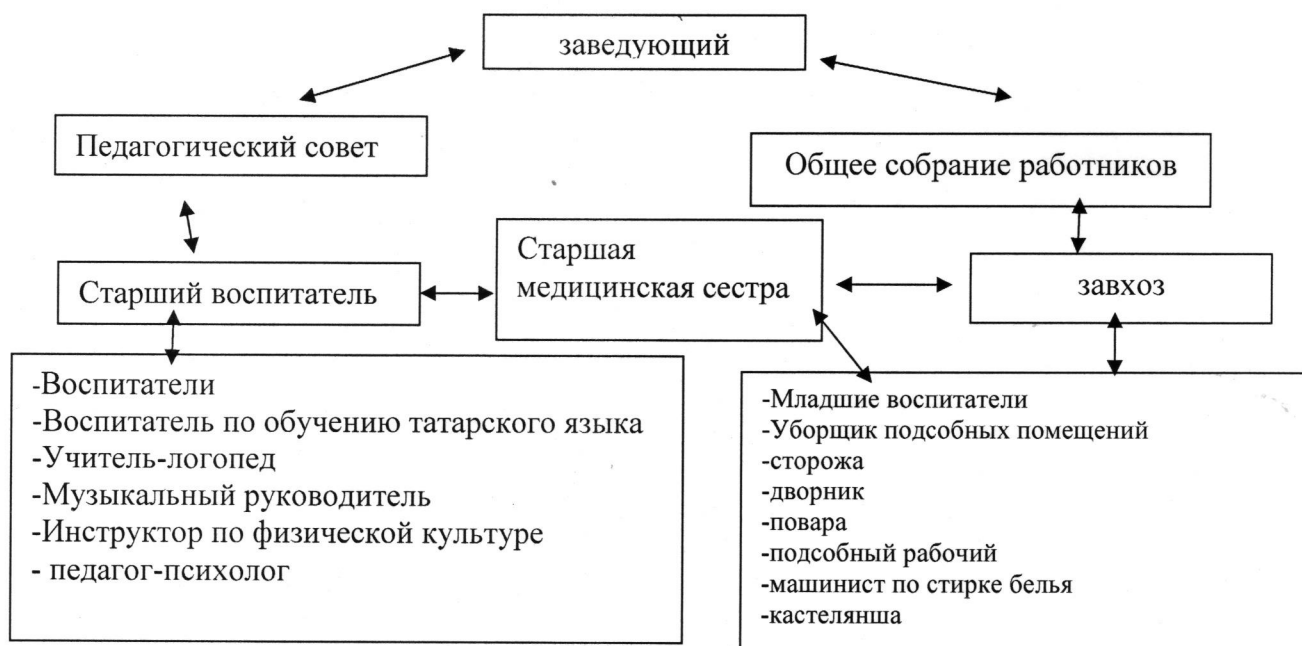 заведующий
Педагогический совет
Общее собрание работников
Старшая
медицинская сестра
Старший воспитатель
завхоз
-Воспитатели
-Воспитатель по обучению татарского языка
-Учитель-логопед
-Музыкальный руководитель
-Инструктор по физической культуре
- педагог-психолог
-Младшие воспитатели
-Уборщик подсобных помещений
-сторожа
-дворник
-повара
-подсобный рабочий
-машинист по стирке белья
-кастелянша